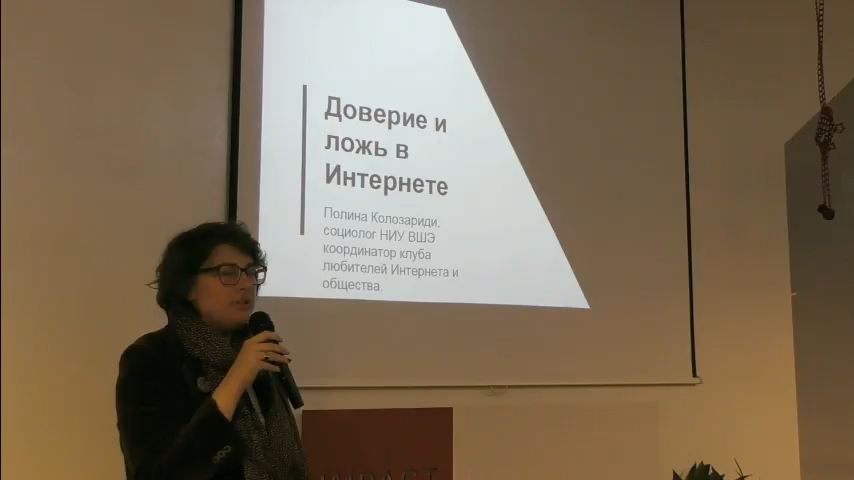 Доверие и
ложь в
Интернете
Полина Колозариди,
социолог НИУ ВШЭ
координатор клуба
любителей Интернета и
общества.